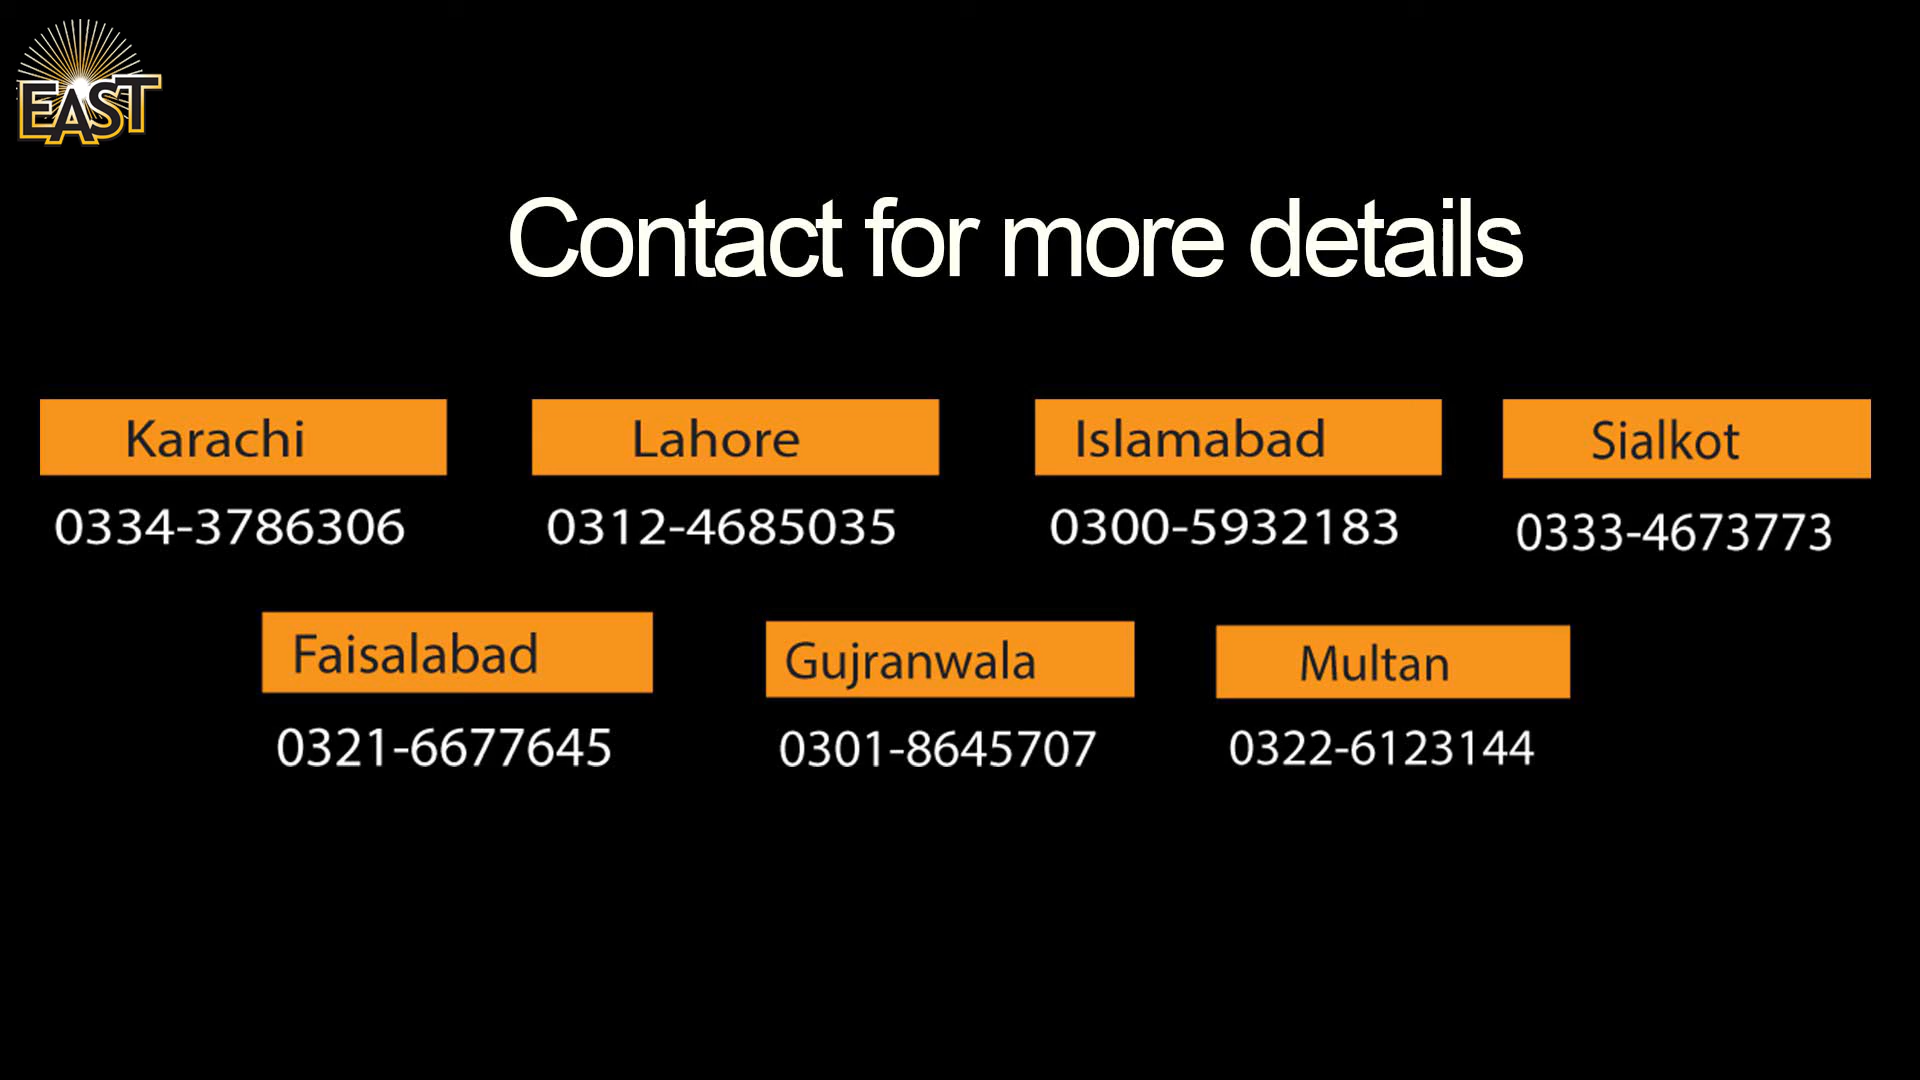 EAST
Contact for more details
Karachi
Lahore
Islamabad
Sialkot
0334-3786306
0312-4685035
0300-5932183
0333-4673773
Faisalabad
Gujranwala
Multan
0321-6677645
0301-8645707
0322-6123144